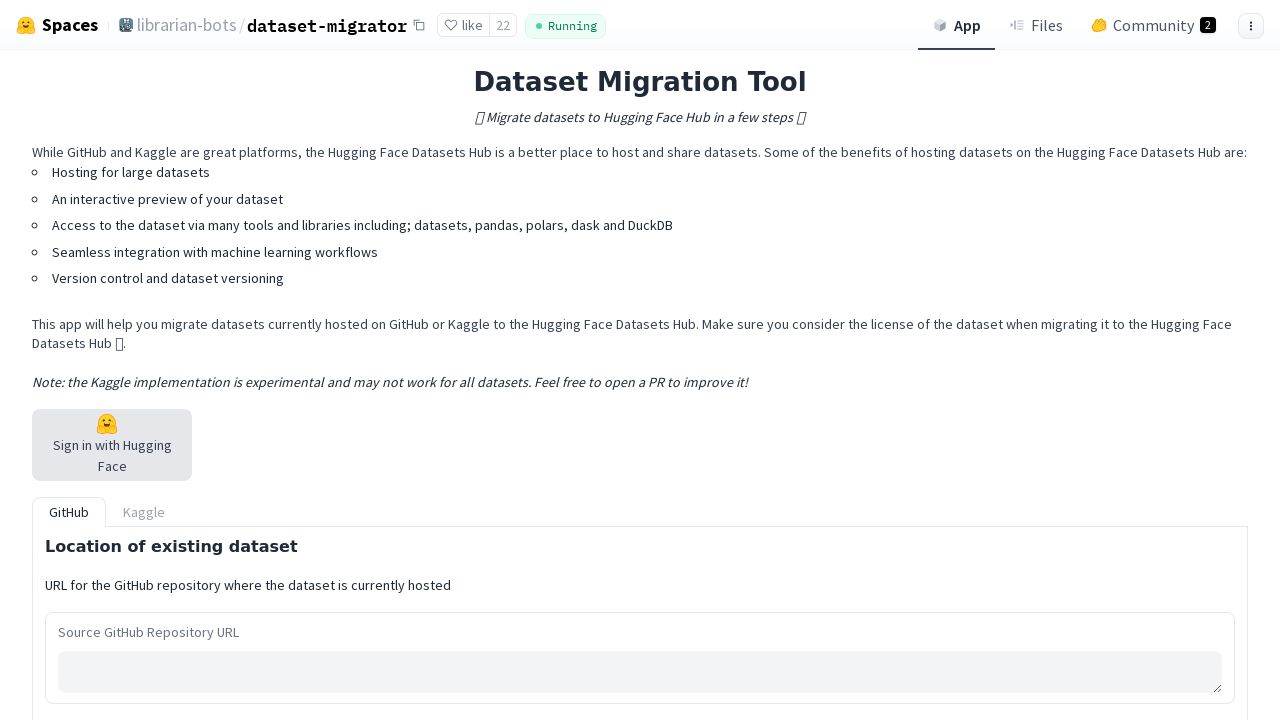 Spaces librarian-bots / dataset-migrator like 22 Running App Files Community 2
Dataset Migration Tool
Migrate datasets to Hugging Face Hub in a few steps
While GitHub and Kaggle are great platforms, the Hugging Face Datasets Hub is a better place to host and share datasets. Some of the benefits of hosting datasets on the Hugging Face Datasets Hub are:
Hosting for large datasets
An interactive preview of your dataset
Access to the dataset via many tools and libraries including; datasets, pandas, polars, dask and DuckDB
Seamless integration with machine learning workflows
Version control and dataset versioning
This app will help you migrate datasets currently hosted on GitHub or Kaggle to the Hugging Face Datasets Hub. Make sure you consider the license of the dataset when migrating it to the Hugging Face
Datasets Hub .
Note: the Kaggle implementation is experimental and may not work for all datasets. Feel free to open a PR to improve it!
Sign in with Hugging
Face
GitHub Kaggle
Location of existing dataset
URL for the GitHub repository where the dataset is currently hosted
Source GitHub Repository URL